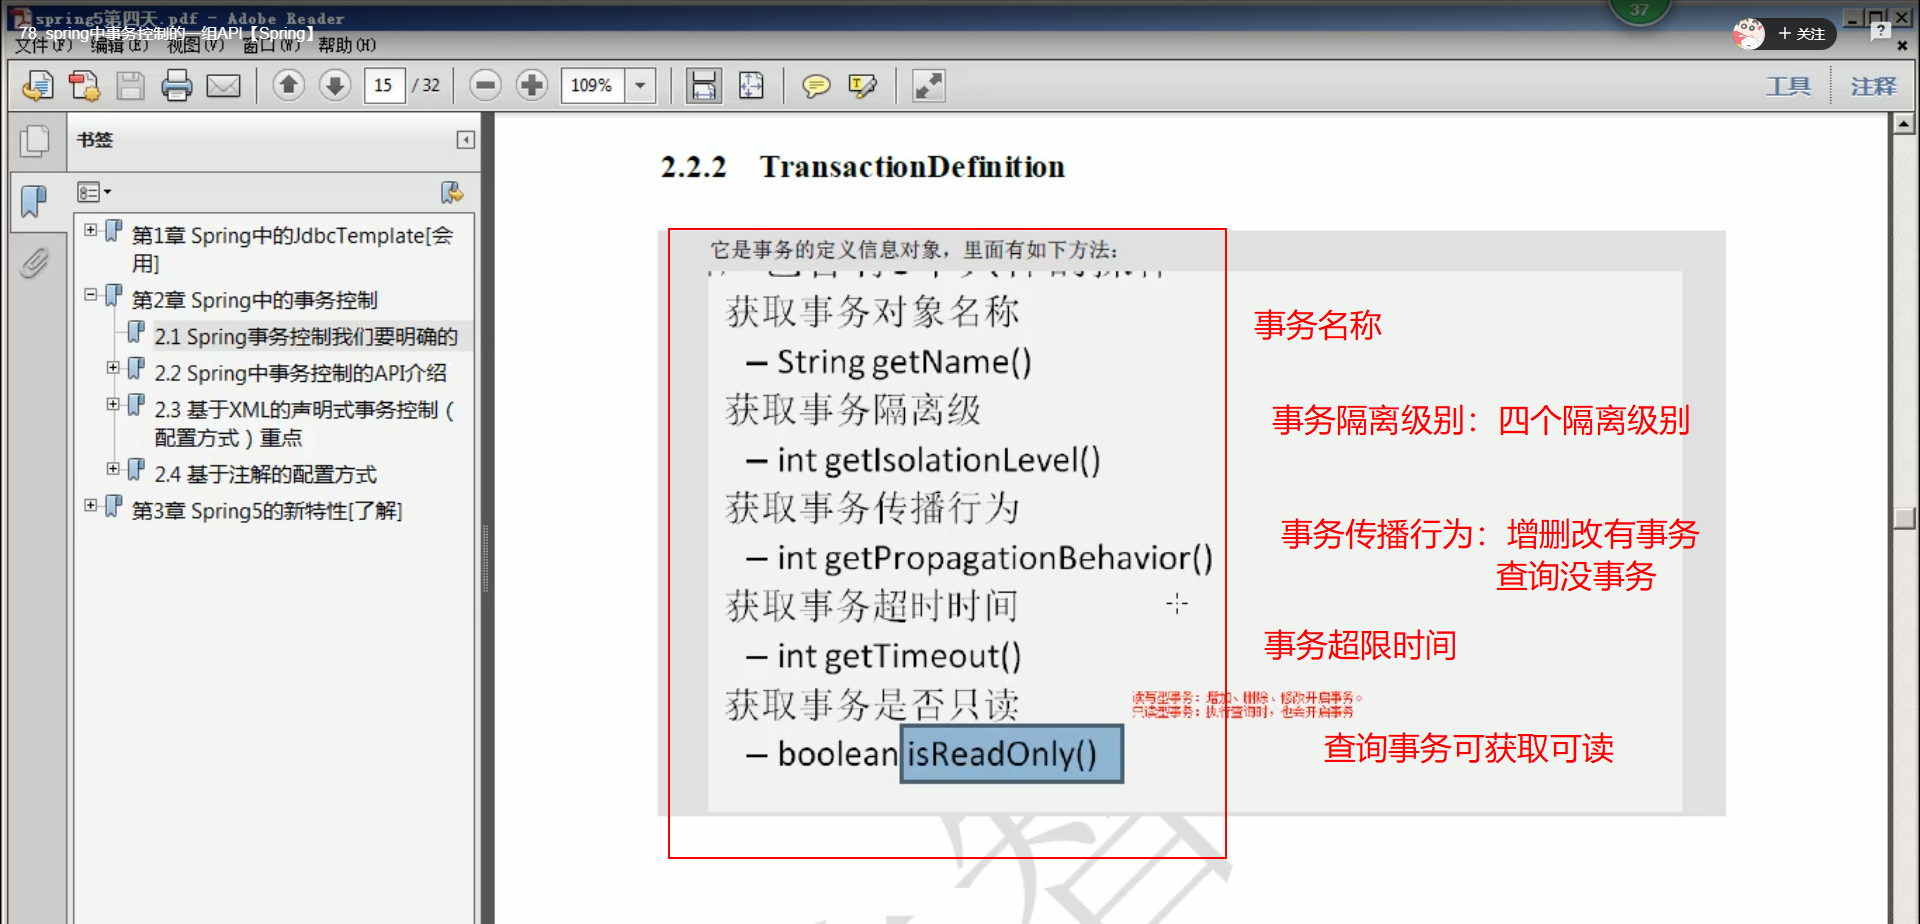 spring5第四天.pdf - Adobe Reader
78_spring中事务控制的一组API【Spring】
37
+ 关注
文件(F) 编辑(E) 视图(V) 窗口(W) 帮助(H)
15 / 32
109%
工具
注释
书签
第1章 Spring中的JdbcTemplate[会
用]
第2章 Spring中的事务控制
2.1 Spring事务控制我们要明确的
2.2 Spring中事务控制的API介绍
2.3 基于XML的声明式事务控制（
配置方式）重点
2.4 基于注解的配置方式
第3章 Spring5的新特性[了解]
2.2.2 TransactionDefinition
它是事务的定义信息对象，里面有如下方法：
获取事务对象名称
– String getName()
获取事务隔离级
– int getIsolationLevel()
获取事务传播行为
– int getPropagationBehavior()
获取事务超时时间
– int getTimeout()
获取事务是否只读
– boolean isReadOnly()
事务名称
事务隔离级别：四个隔离级别
事务传播行为：增删改有事务
查询没事务
事务超限时间
读写型事务：增加、删除、修改开启事务。
只读型事务：执行查询时，也会开启事务
查询事务可获取可读